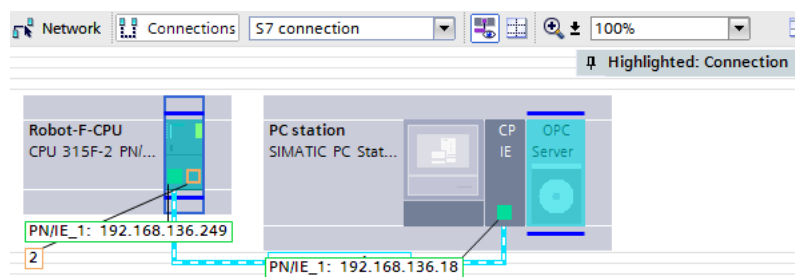 Network Connections S7 connection 100%
Highlighted: Connection
Robot-F-CPU
CPU 315F-2 PN/...
PC station
SIMATIC PC Stat...
CP
IE
OPC
Server
PN/IE_1: 192.168.136.249
2
PN/IE_1: 192.168.136.18